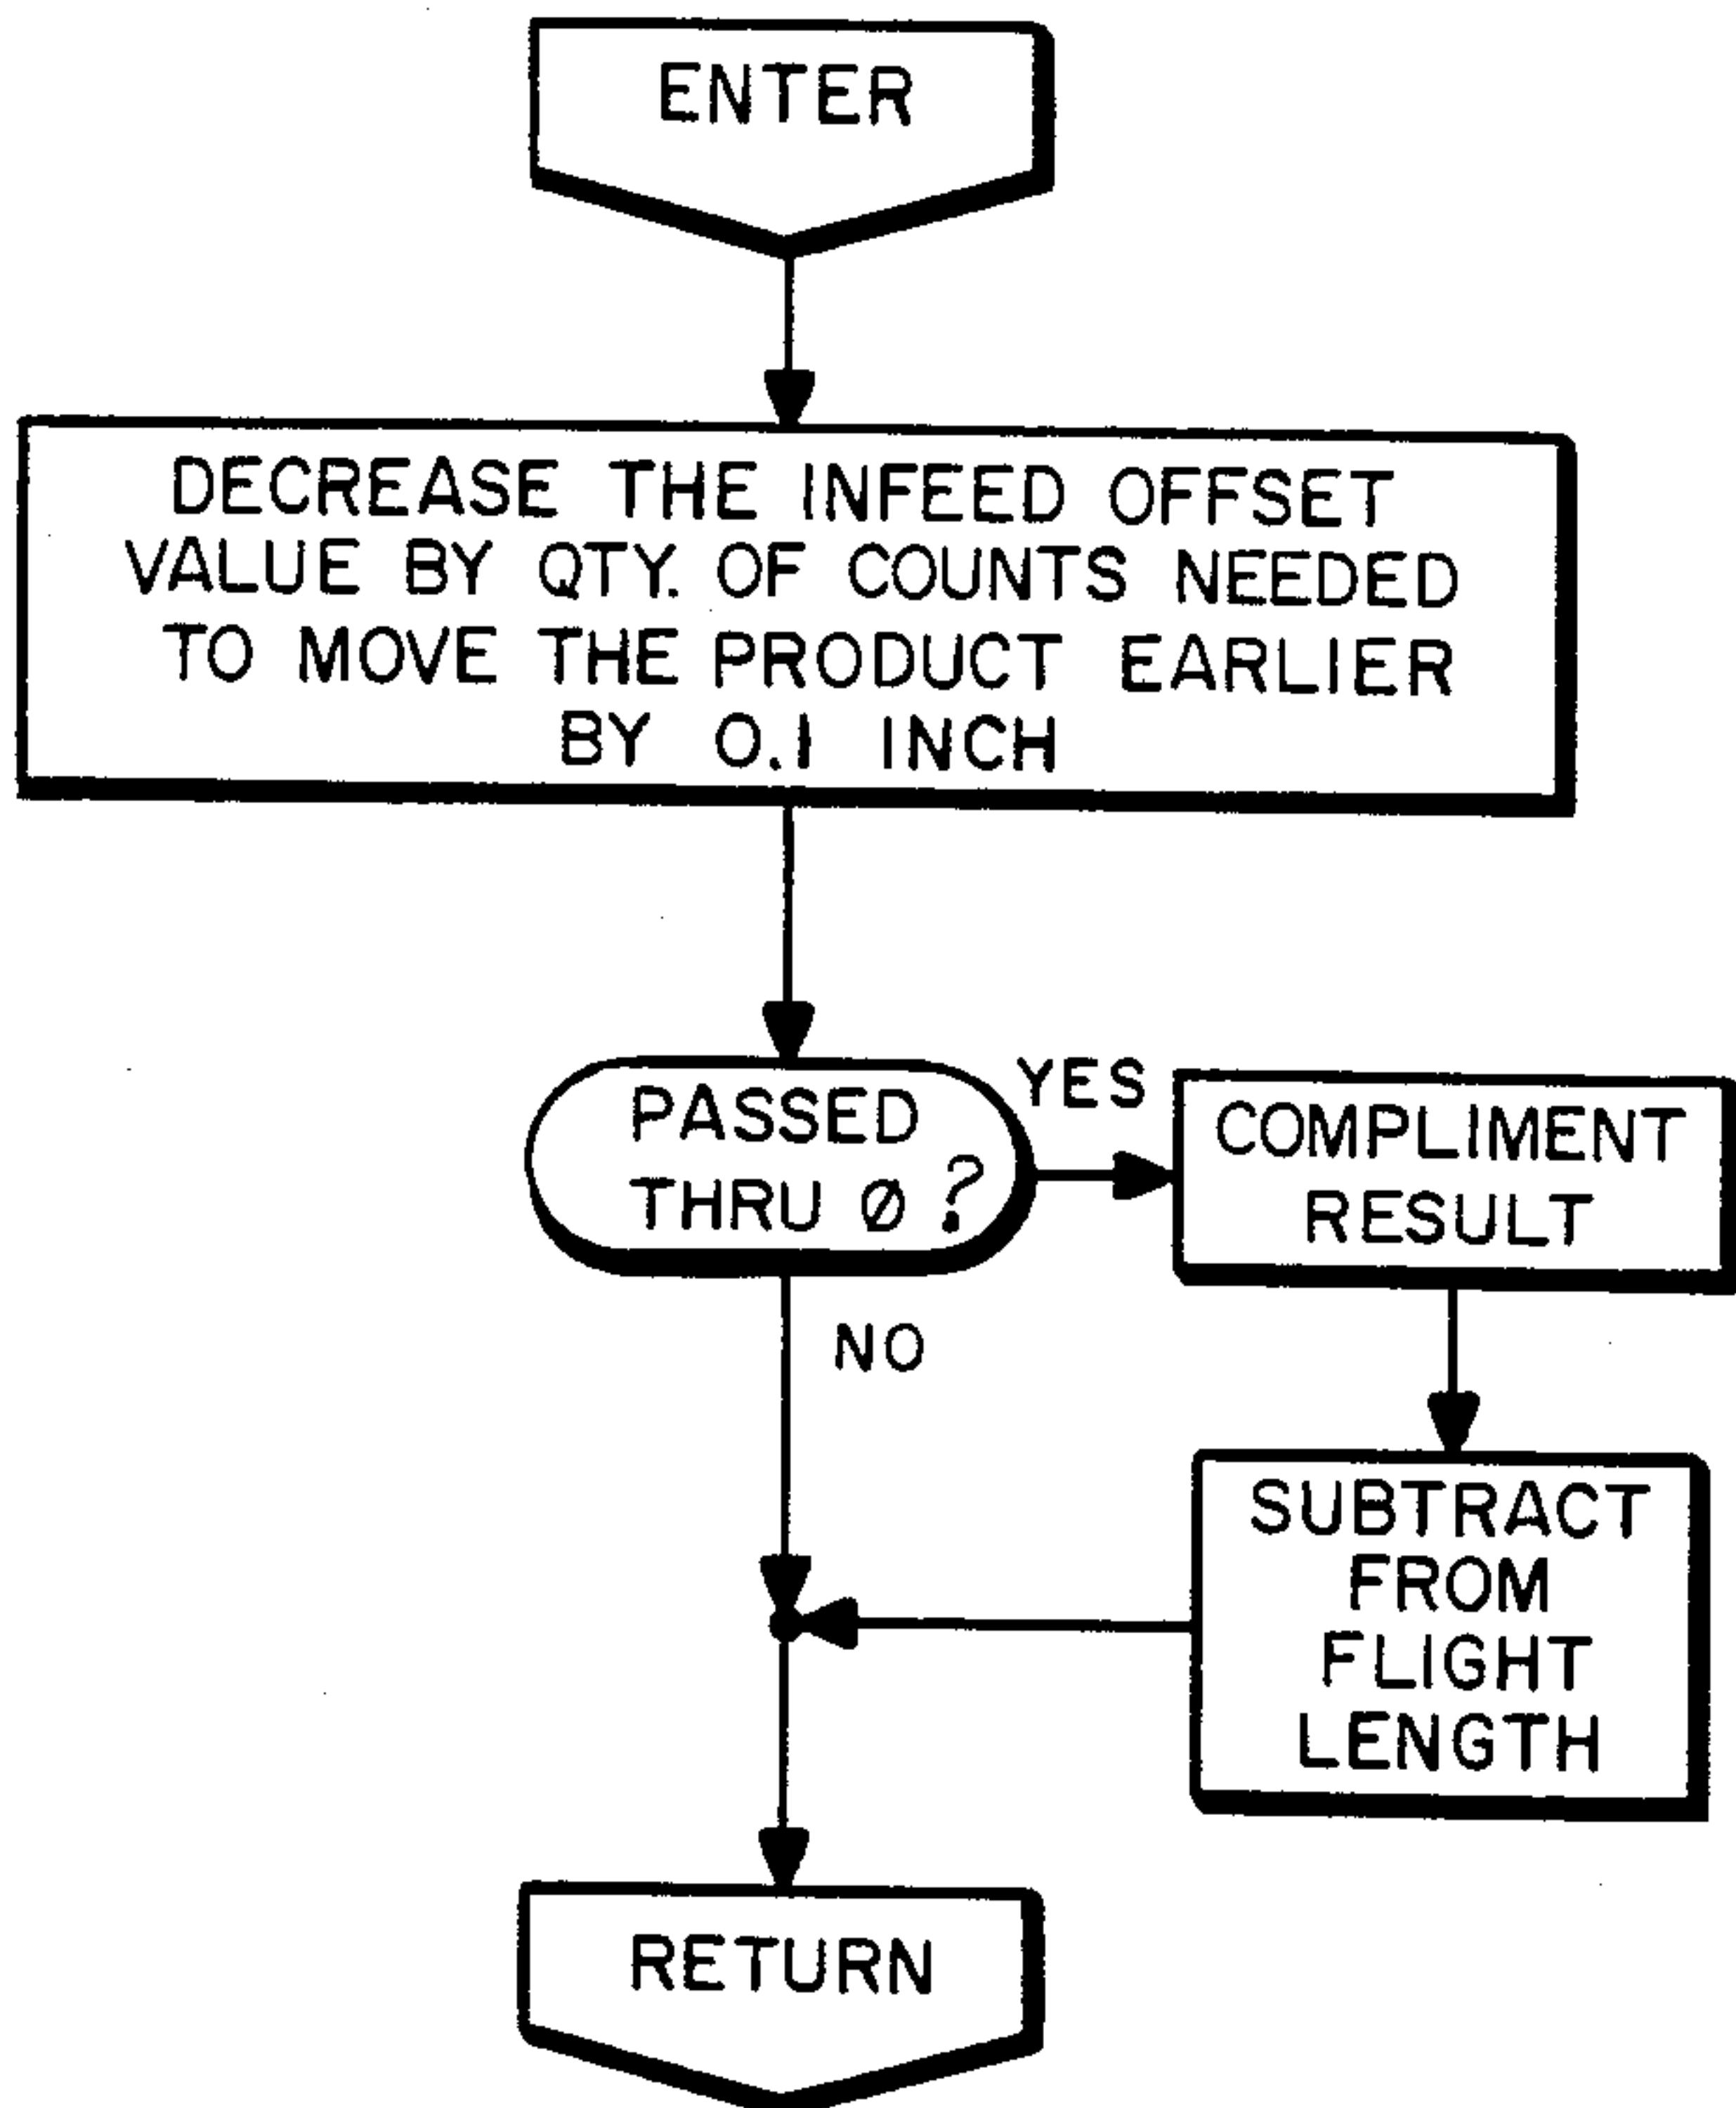 ENTER
DECREASE THE INFEED OFFSET
VALUE BY QTY. OF COUNTS NEEDED
TO MOVE THE PRODUCT EARLIER
BY 0.1 INCH
PASSED
THRU Ø?
YES
COMPLIMENT
RESULT
NO
SUBTRACT
FROM
FLIGHT
LENGTH
RETURN